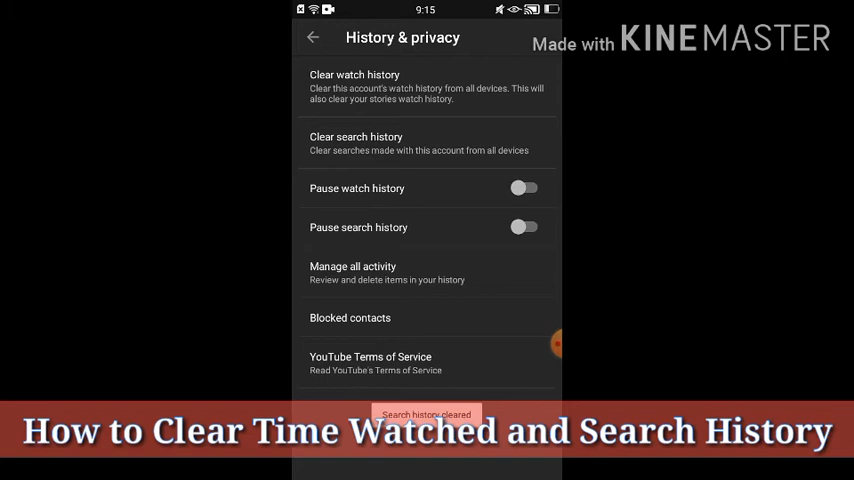 9:15
History & privacy
Made with KINEMASTER
Clear watch history
Clear this account's watch history from all devices. This will
also clear your stories watch history.
Clear search history
Clear searches made with this account from all devices
Pause watch history
Pause search history
Manage all activity
Review and delete items in your history
Blocked contacts
YouTube Terms of Service
Read YouTube's Terms of Service
Search history cleared
How to Clear Time Watched and Search History